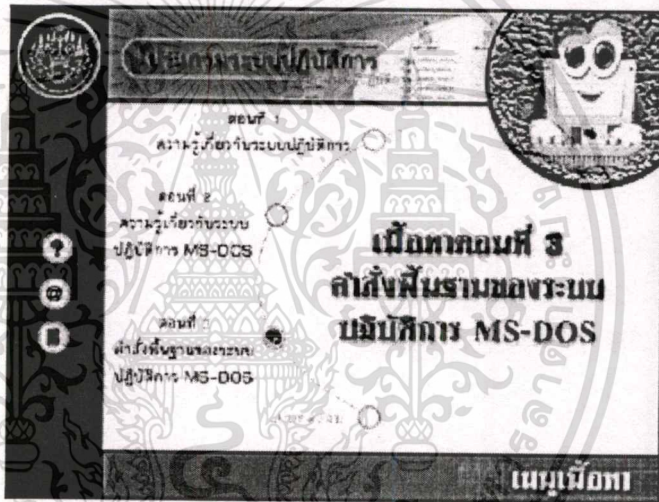 โปรแกรมระบบปฏิบัติการ
ตอนที่ 1
ความรู้เกี่ยวกับระบบปฏิบัติการ
ตอนที่ 2
ความรู้เกี่ยวกับระบบ
ปฏิบัติการ MS-DOS
ตอนที่ 3
คำสั่งพื้นฐานของระบบ
ปฏิบัติการ MS-DOS
เนื้อหาตอนที่ 3
คำสั่งพื้นฐานของระบบ
ปฏิบัติการ MS-DOS
เมนูเนื้อหา